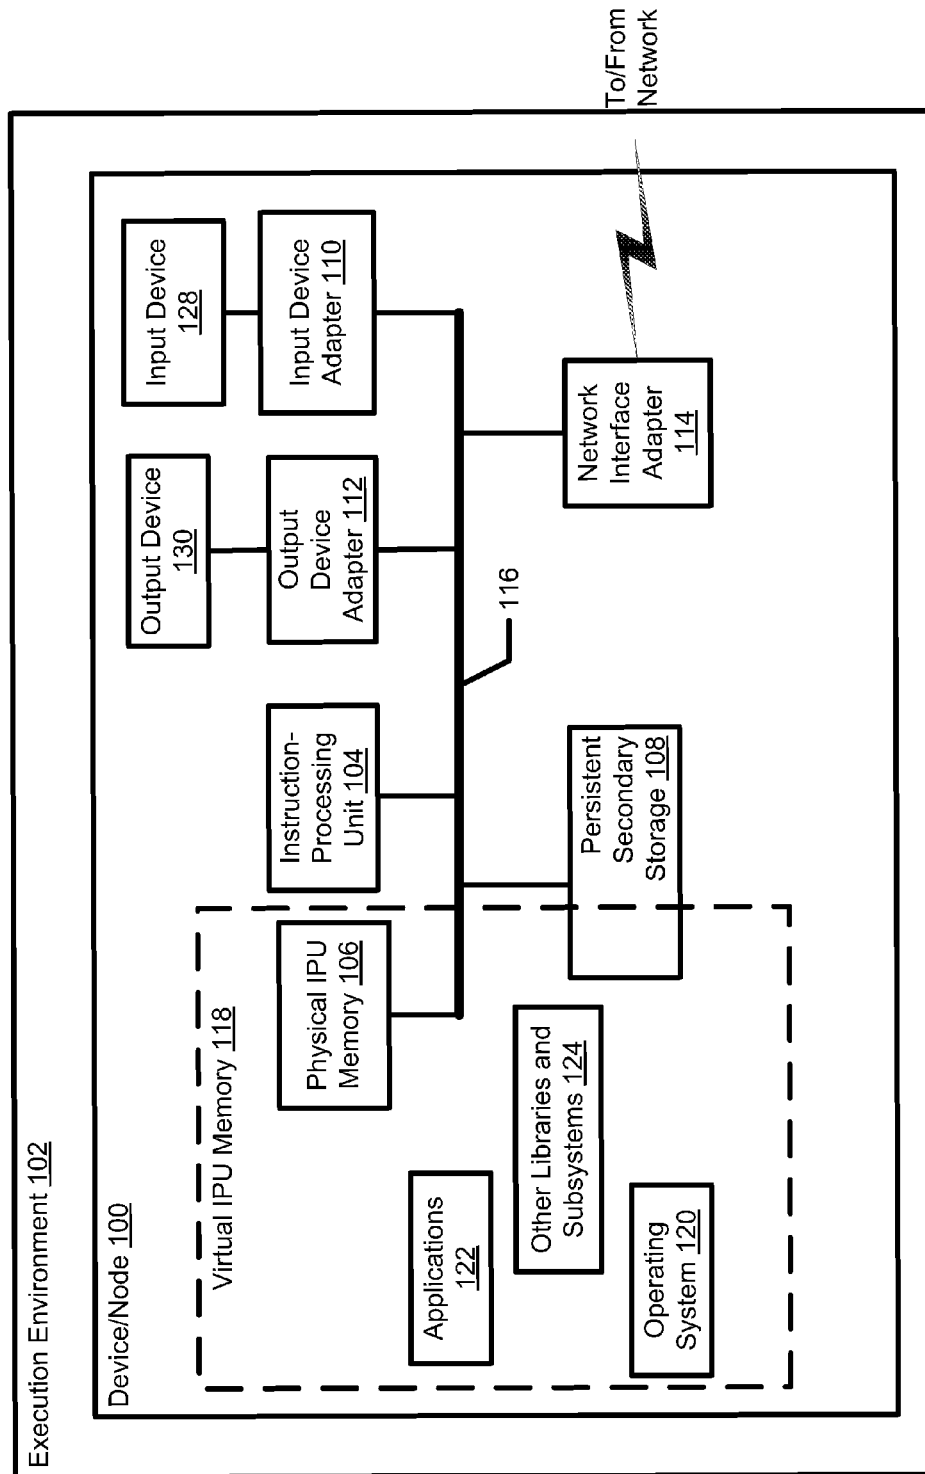 Execution Environment 102
Device/Node 100
Virtual IPU Memory 118
Physical IPU
Memory 106
Instruction-
Processing
Unit 104
Output Device
130
Output
Device
Adapter 112
Input Device
128
Input Device
Adapter 110
Applications
122
Other Libraries and
Subsystems 124
Operating
System 120
Persistent
Secondary
Storage 108
116
Network
Interface
Adapter
114
To/From
Network